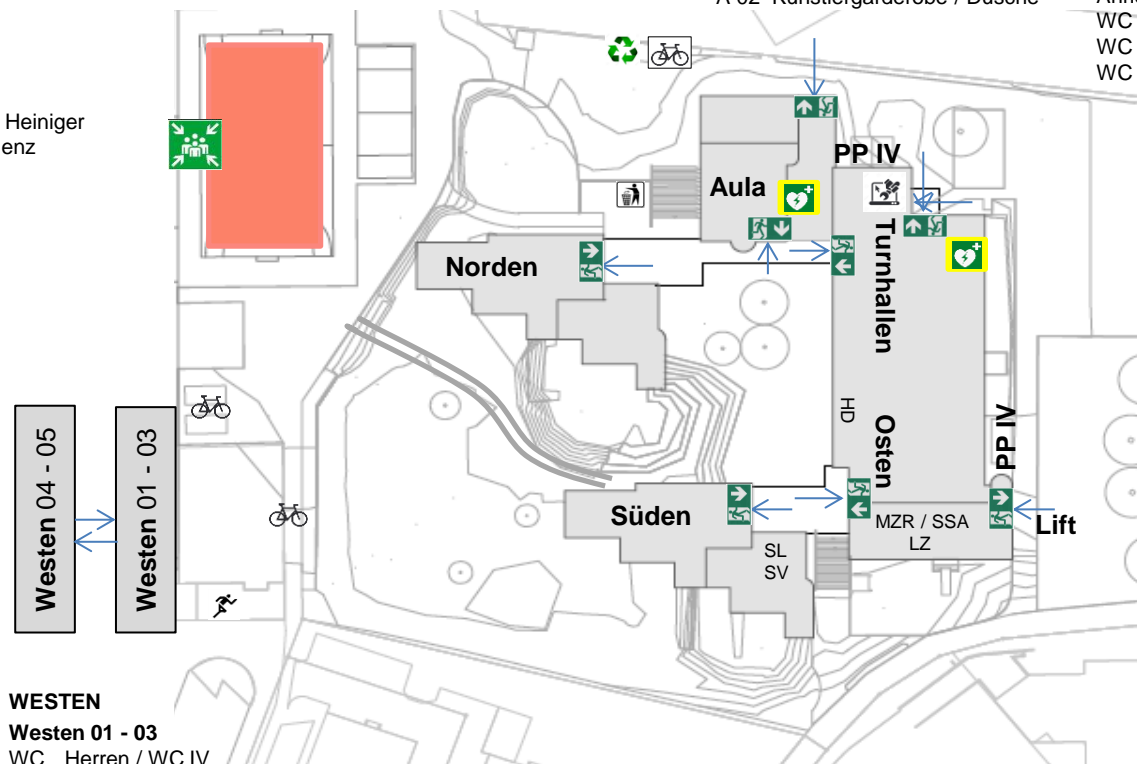 A 02 Künstlergarderobe / Dusche
WC
WC
WC
Heiniger
enz
PP IV
Aula
Norden
Turnhallen
HD
Osten
PP IV
Westen 04 - 05
Westen 01 - 03
Süden
MZR / SSA
LZ
Lift
SL
SV
WESTEN
Westen 01 - 03
WC Herren / WC IV